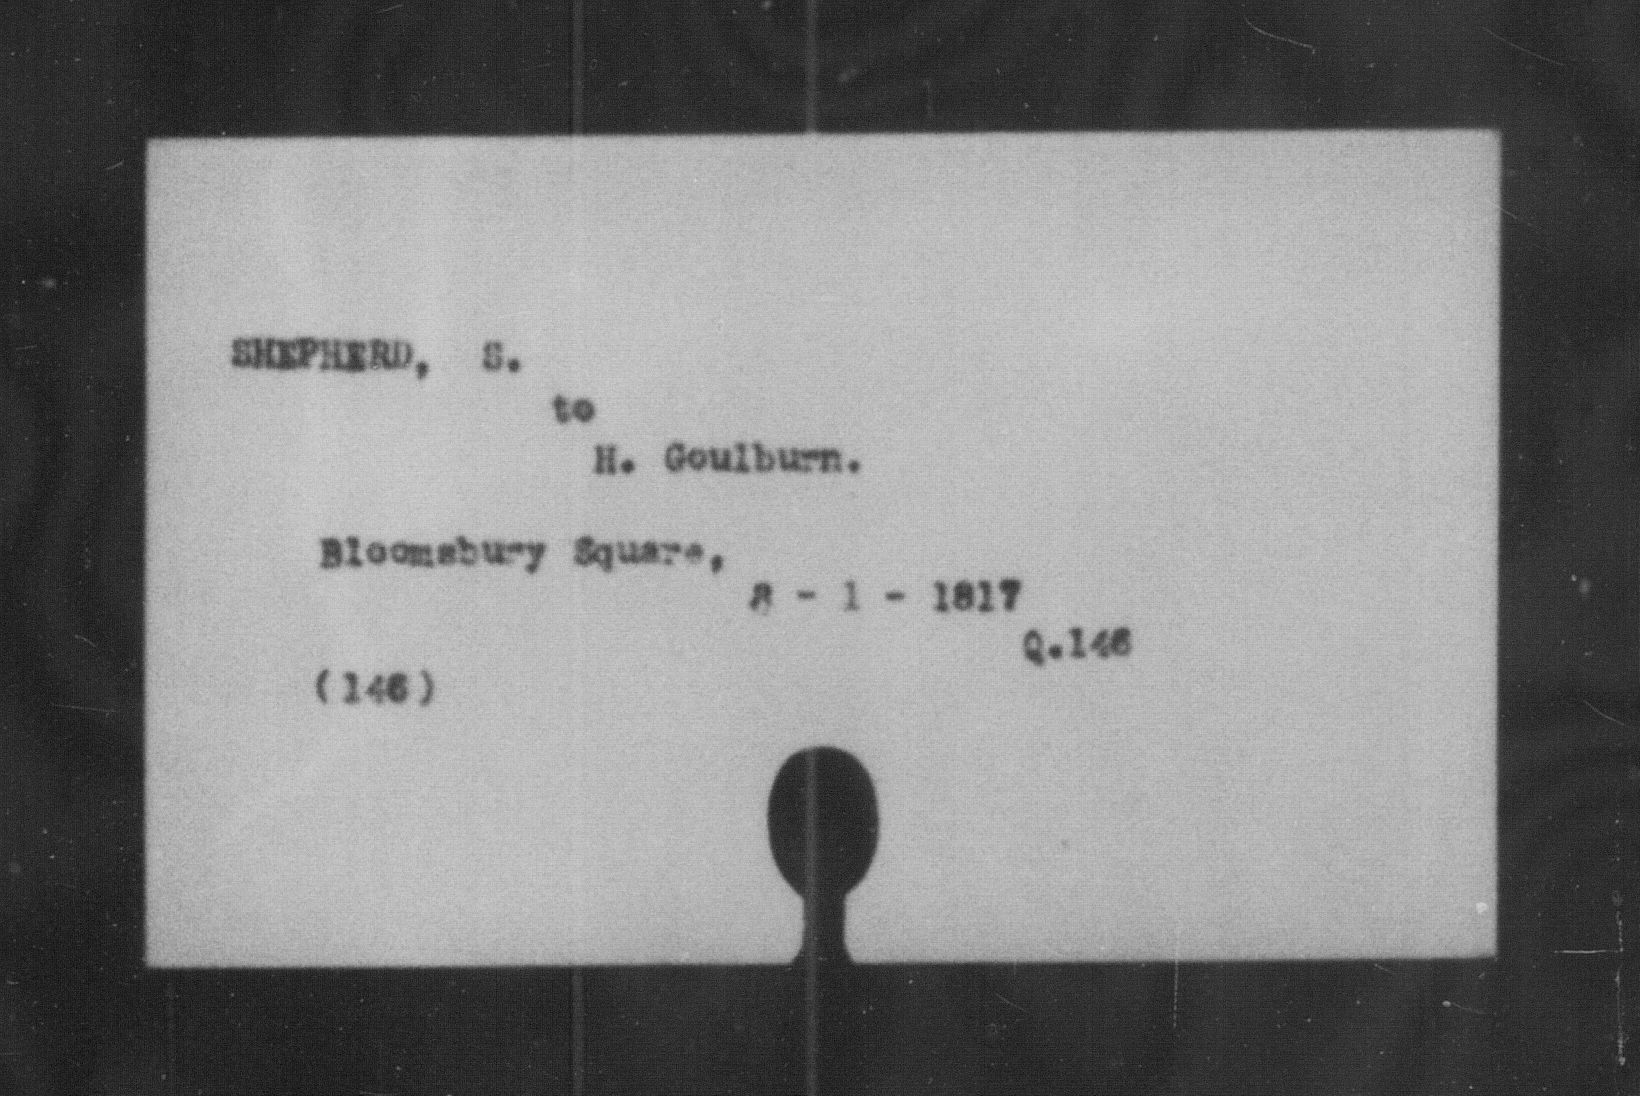 SHEPHERD, S.
to
H. Goulburn.
Bloomsbury Square,
8 - 1 - 1817
Q.146
(146)